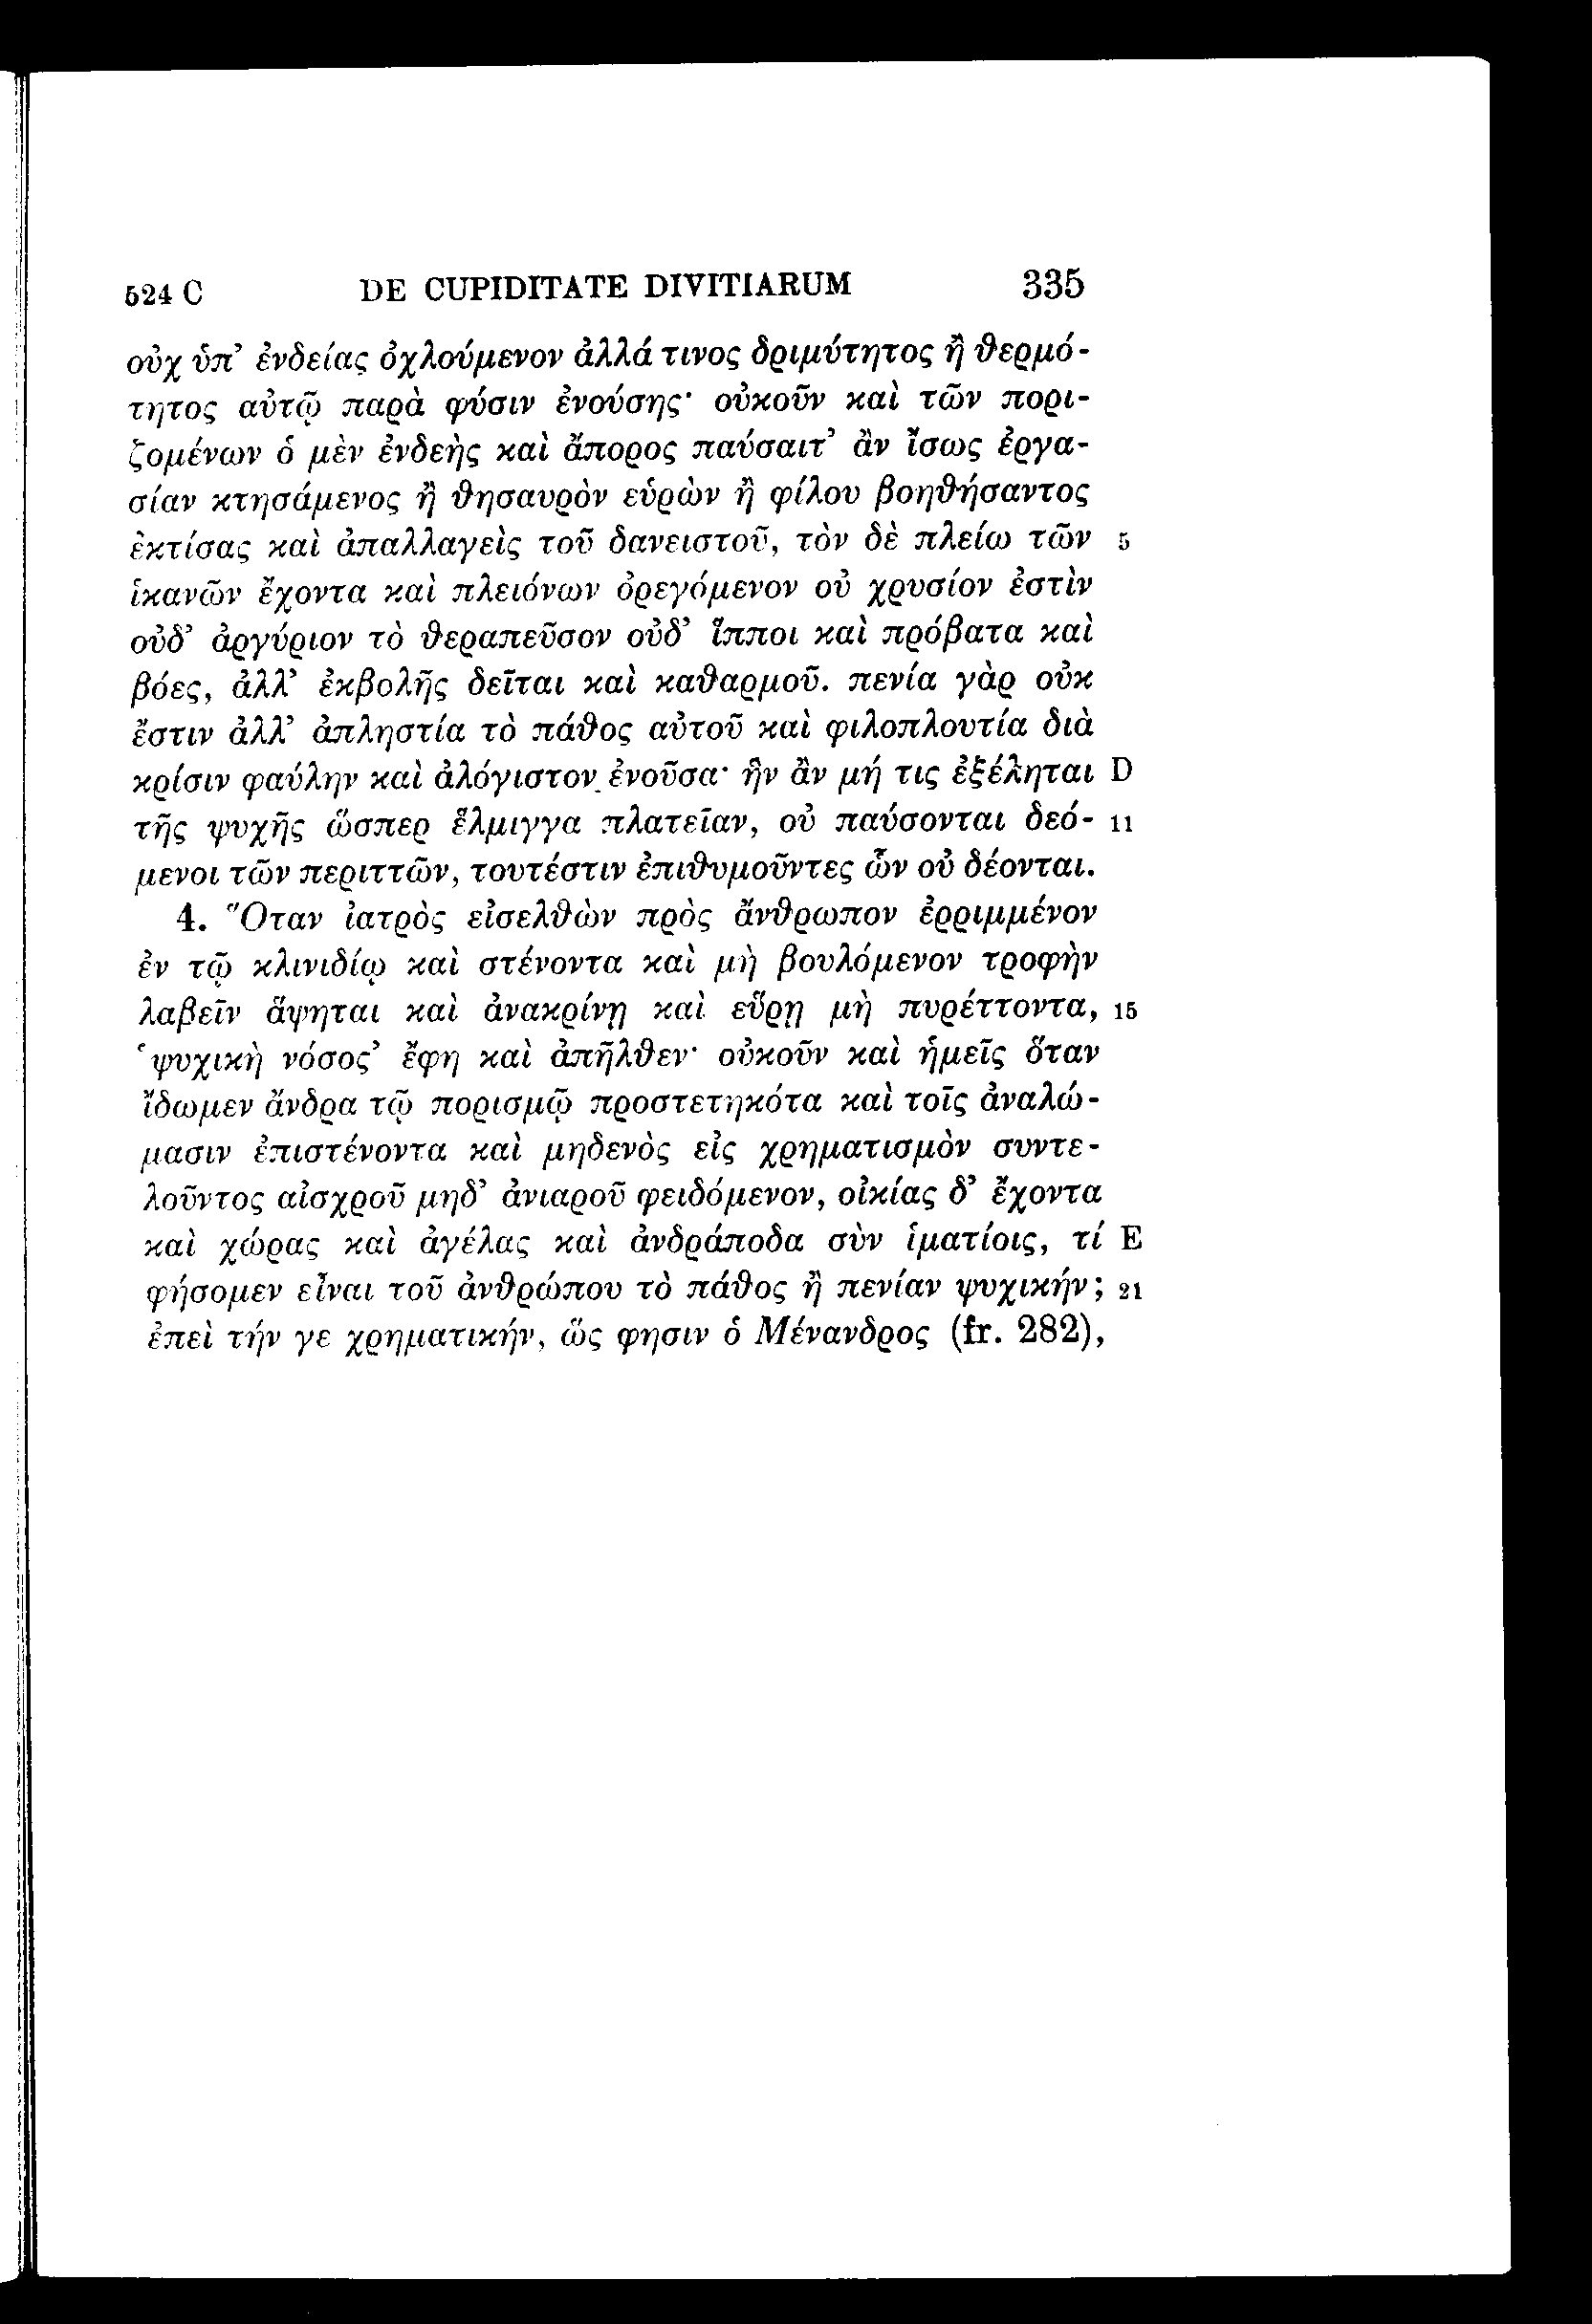 524 C DE CUPIDITATE DIVITIARUM 335
οὐχ ὑπ’ ἐνδείας ὀχλούμενον ἀλλά τινος δριμύτητος ἢ ϑερμό-
τητος αὐτῷ παρὰ φύσιν ἐνούσης· οὐκοῦν καὶ τῶν πορι-
ζομένων ὁ μὲν ἐνδεὴς καὶ ἄπορος παύσαιτ’ ἂν ἴσως ἐργα-
σίαν κτησάμενος ἢ ϑησαυρὸν εὑρὼν ἢ φίλου βοηϑήσαντος
ἐκτίσας καὶ ἀπαλλαγεὶς τοῦ δανειστοῦ, τὸν δὲ πλείω τῶν 5
ἱκανῶν ἔχοντα καὶ πλειόνων ὀρεγόμενον οὐ χρυσίον ἐστὶν
οὐδ’ ἀργύριον τὸ ϑεραπεῦσον οὐδ’ ἵπποι καὶ πρόβατα καὶ
βόες, ἀλλ’ ἐκβολῆς δεῖται καὶ καϑαρμοῦ. πενία γὰρ οὐκ
ἔστιν ἀλλ’ ἀπληστία τὸ πάϑος αὐτοῦ καὶ φιλοπλουτία διὰ
κρίσιν φαύλην καὶ ἀλόγιστον ἐνοῦσα· ἣν ἂν μή τις ἐξέληται D
τῆς ψυχῆς ὥσπερ ἕλμιγγα πλατεῖαν, οὐ παύσονται δεό- 11
μενοι τῶν περιττῶν, τουτέστιν ἐπιϑυμοῦντες ὧν οὐ δέονται.
4. Ὅταν ἰατρὸς εἰσελϑὼν πρὸς ἄνϑρωπον ἐρριμμένον
ἐν τῷ κλινιδίῳ καὶ στένοντα καὶ μὴ βουλόμενον τροφὴν
λαβεῖν ἅψηται καὶ ἀνακρίνῃ καὶ εὕρῃ μὴ πυρέττοντα, 15
‘ψυχικὴ νόσος’ ἔφη καὶ ἀπῆλϑεν· οὐκοῦν καὶ ἡμεῖς ὅταν
ἴδωμεν ἄνδρα τῷ πορισμῷ προστετηκότα καὶ τοῖς ἀναλώ-
μασιν ἐπιστένοντα καὶ μηδενὸς εἰς χρηματισμὸν συντε-
λοῦντος αἰσχροῦ μηδ’ ἀνιαροῦ φειδόμενον, οἰκίας δ’ ἔχοντα
καὶ χώρας καὶ ἀγέλας καὶ ἀνδράποδα σὺν ἱματίοις, τί E
φήσομεν εἶναι τοῦ ἀνϑρώπου τὸ πάϑος ἢ πενίαν ψυχικήν; 21
ἐπεὶ τήν γε χρηματικήν, ὥς φησιν ὁ Μένανδρος (fr. 282),